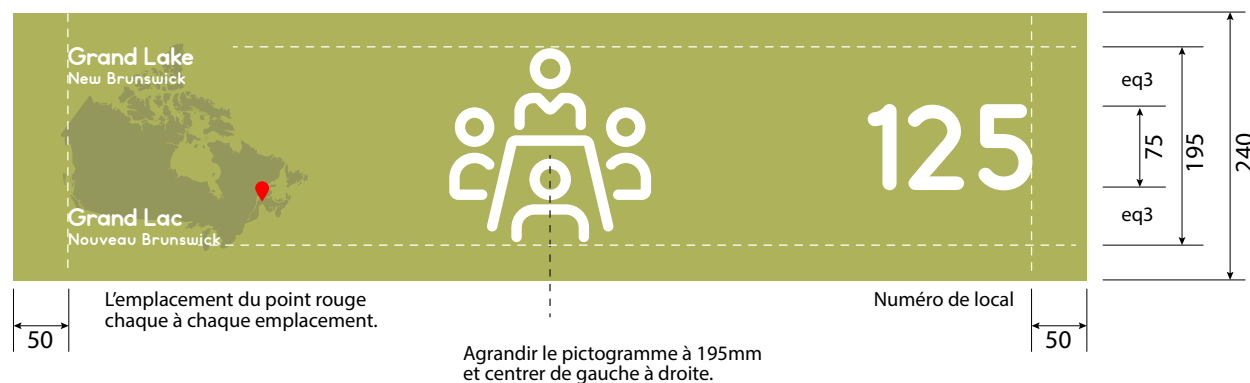 Grand Lake
New Brunswick
Grand Lac
Nouveau Brunswick
125
eq3
75
eq3
195
240
50
L'emplacement du point rouge
chaque à chaque emplacement.
Agrandir le pictogramme à 195mm
et centrer de gauche à droite.
Numéro de local
50